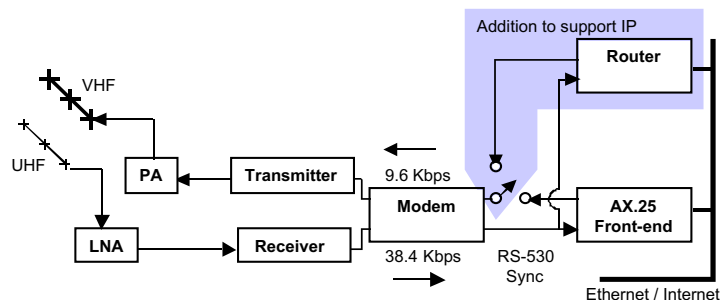 Addition to support IP
Router
VHF
UHF
PA
Transmitter
9.6 Kbps
Modem
AX.25
Front-end
LNA
Receiver
38.4 Kbps
RS-530
Sync
Ethernet / Internet